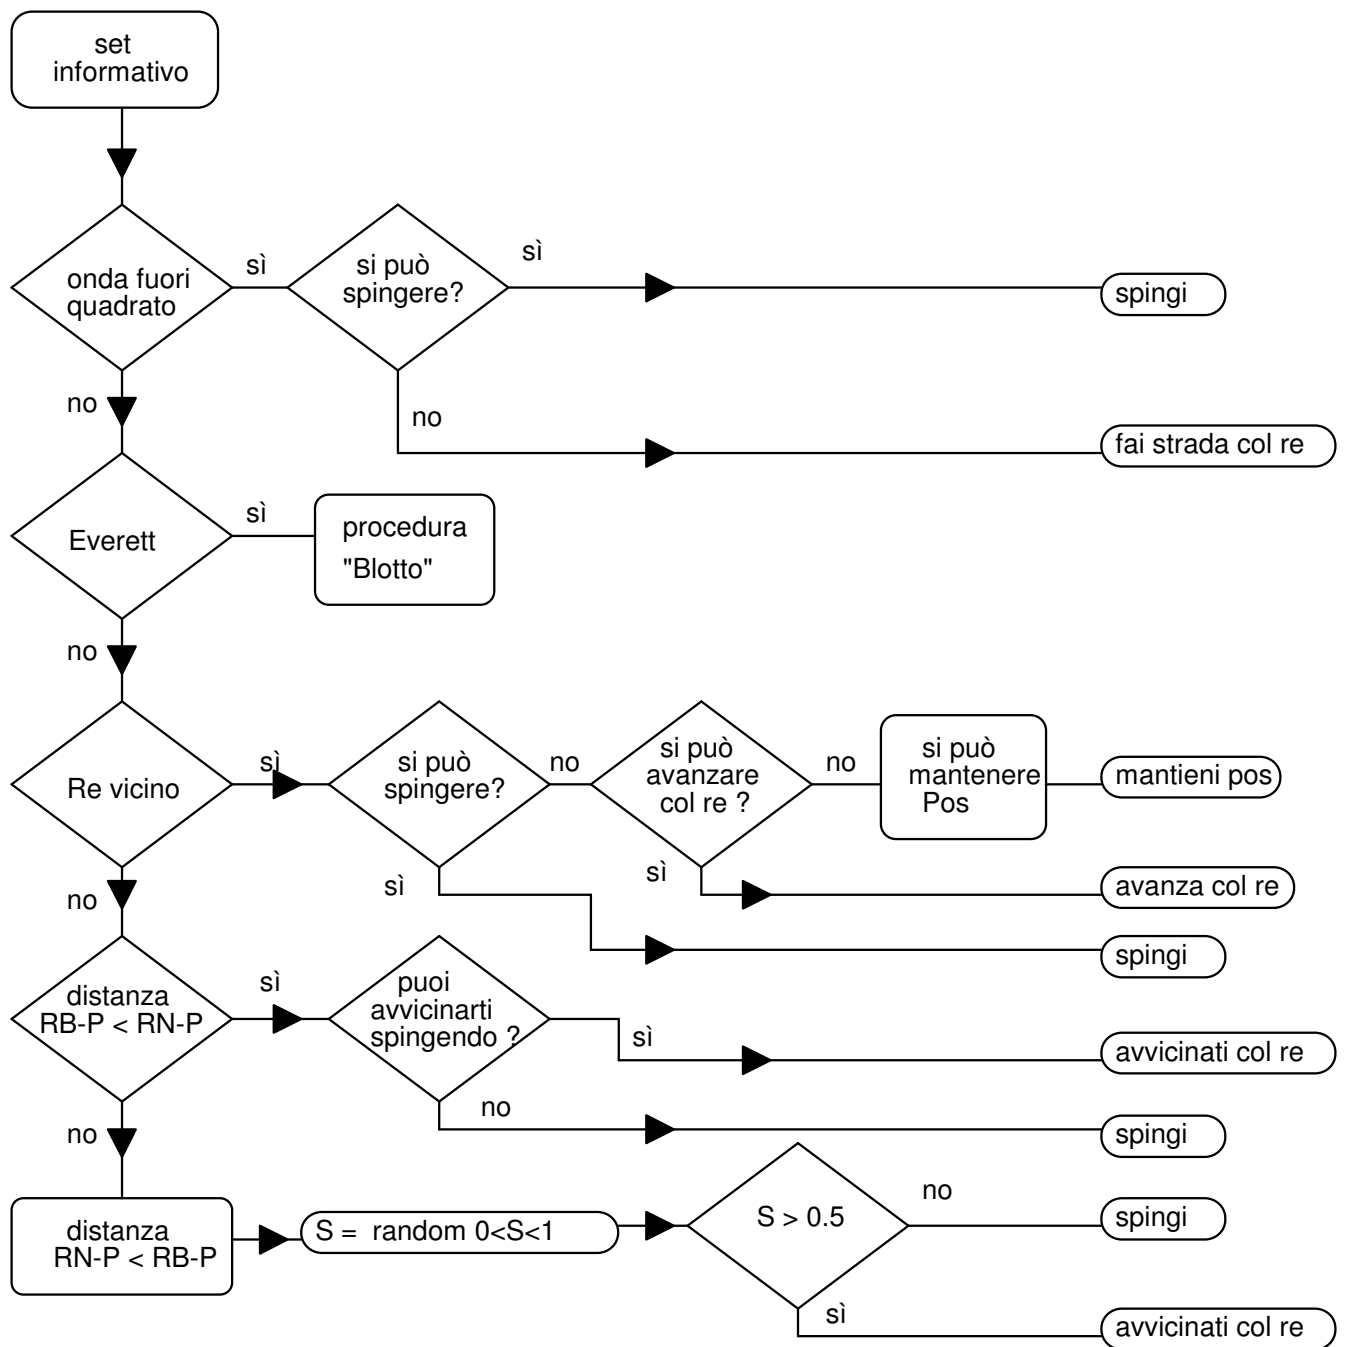 set
informativo
onda fuori
quadrato
sì
si può
spingere?
sì
spingi
no
no
fai strada col re
Everett
sì
procedura
"Blotto"
no
Re vicino
sì
si può
spingere?
no
si può
avanzare
col re ?
no
si può
mantenere
Pos
mantieni pos
no
sì
sì
avanza col re
spingi
distanza
RB-P < RN-P
sì
puoi
avvicinarti
spingendo ?
sì
avvicinati col re
no
no
spingi
distanza
RN-P < RB-P
S = random 0<S<1
S > 0.5
no
spingi
sì
avvicinati col re